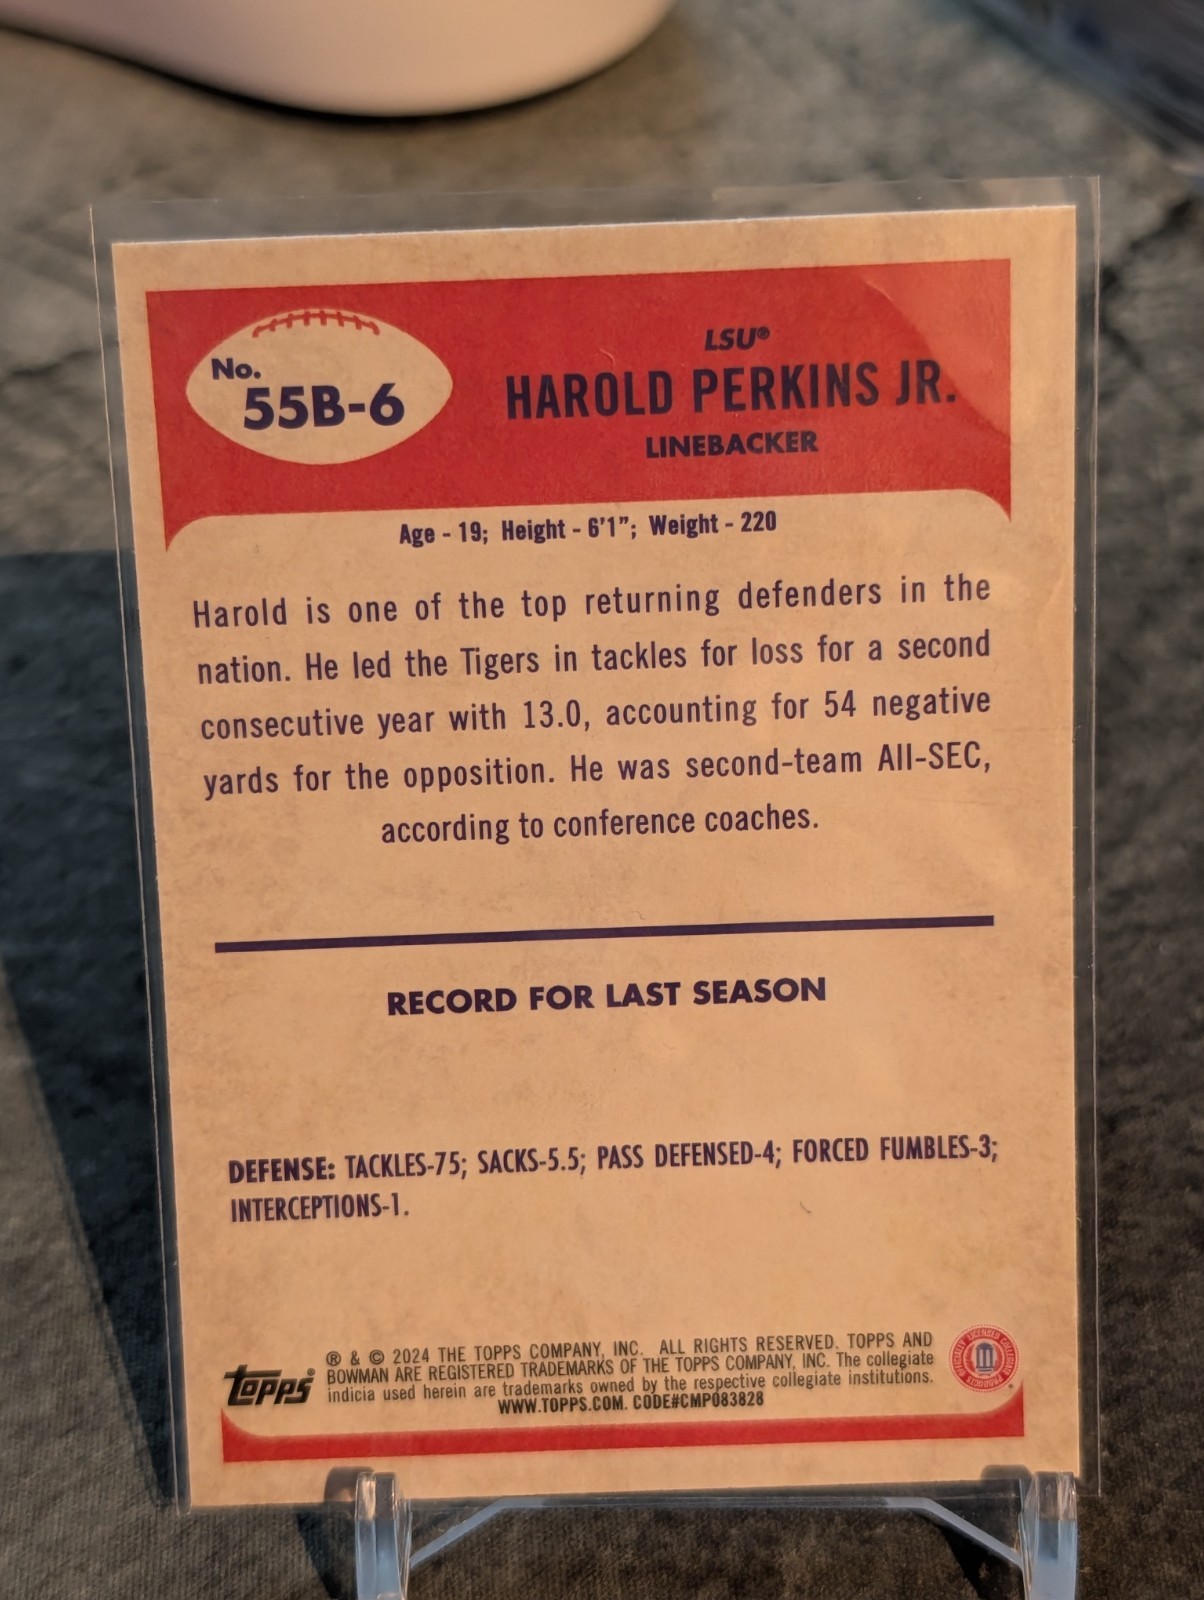 No.
55B-6
LSU®
HAROLD PERKINS JR.
LINEBACKER
Age - 19; Height - 6'1"; Weight - 220
Harold is one of the top returning defenders in the
nation. He led the Tigers in tackles for loss for a second
consecutive year with 13.0, accounting for 54 negative
yards for the opposition. He was second-team All-SEC,
according to conference coaches.
RECORD FOR LAST SEASON
DEFENSE: TACKLES-75; SACKS-5.5; PASS DEFENSED-4; FORCED FUMBLES-3;
INTERCEPTIONS-1.
Topps®
® & © 2024 THE TOPPS COMPANY, INC. ALL RIGHTS RESERVED. TOPPS AND
BOWMAN ARE REGISTERED TRADEMARKS OF THE TOPPS COMPANY, INC. The collegiate
indicia used herein are trademarks owned by the respective collegiate institutions.
WWW.TOPPS.COM. CODE#CMP083828
OFFICIALLY LICENSED COLLEGIATE PRODUCTS